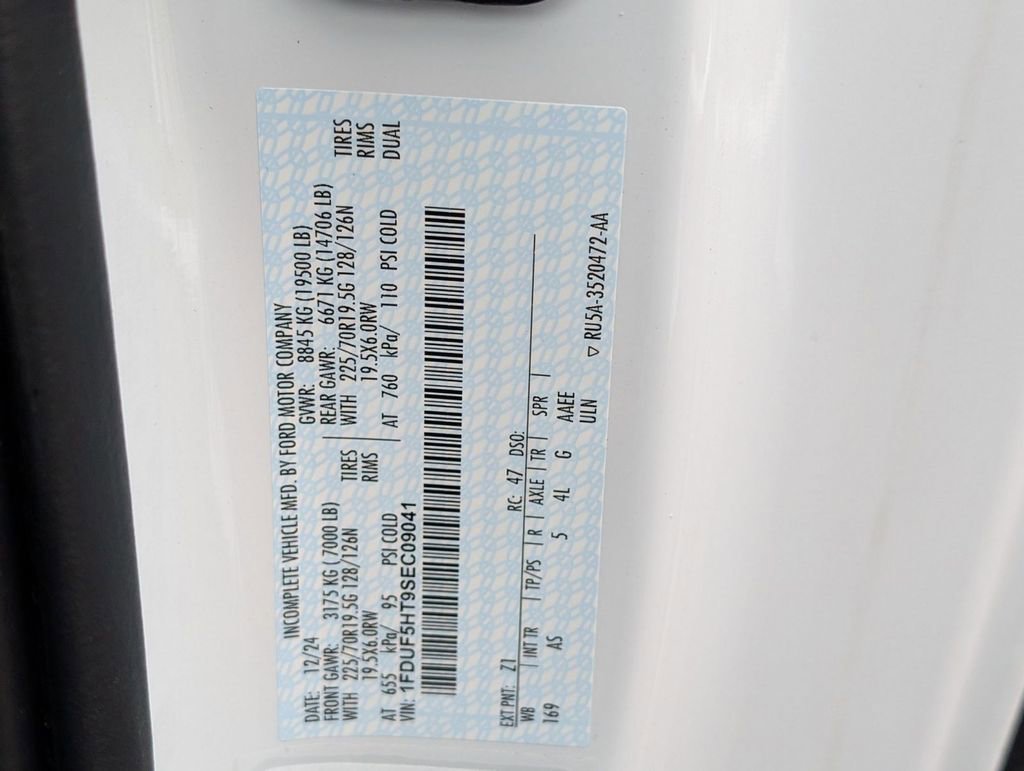 INCOMPLETE VEHICLE MFD. BY FORD MOTOR COMPANY
DATE: 12/24 GVWR: 8845 KG (19500 LB)
FRONT GAWR: 3175 KG (7000 LB) REAR GAWR: 6671 KG (14706 LB)
WITH 225/70R19.5G 128/126N TIRES WITH 225/70R19.5G 128/126N TIRES
19.5X6.0RW RIMS 19.5X6.0RW RIMS
AT 655 kPa/ 95 PSI COLD AT 760 kPa/ 110 PSI COLD DUAL
VIN: 1FDUF5HT9SEC09041
EXT PNT: Z1 RC: 47 DSO:
WB | INT TR | TP/PS | R | AXLE | TR | SPR |
169 AS 5 4L G AAEE
ULN
▽ RU5A-3520472-AA